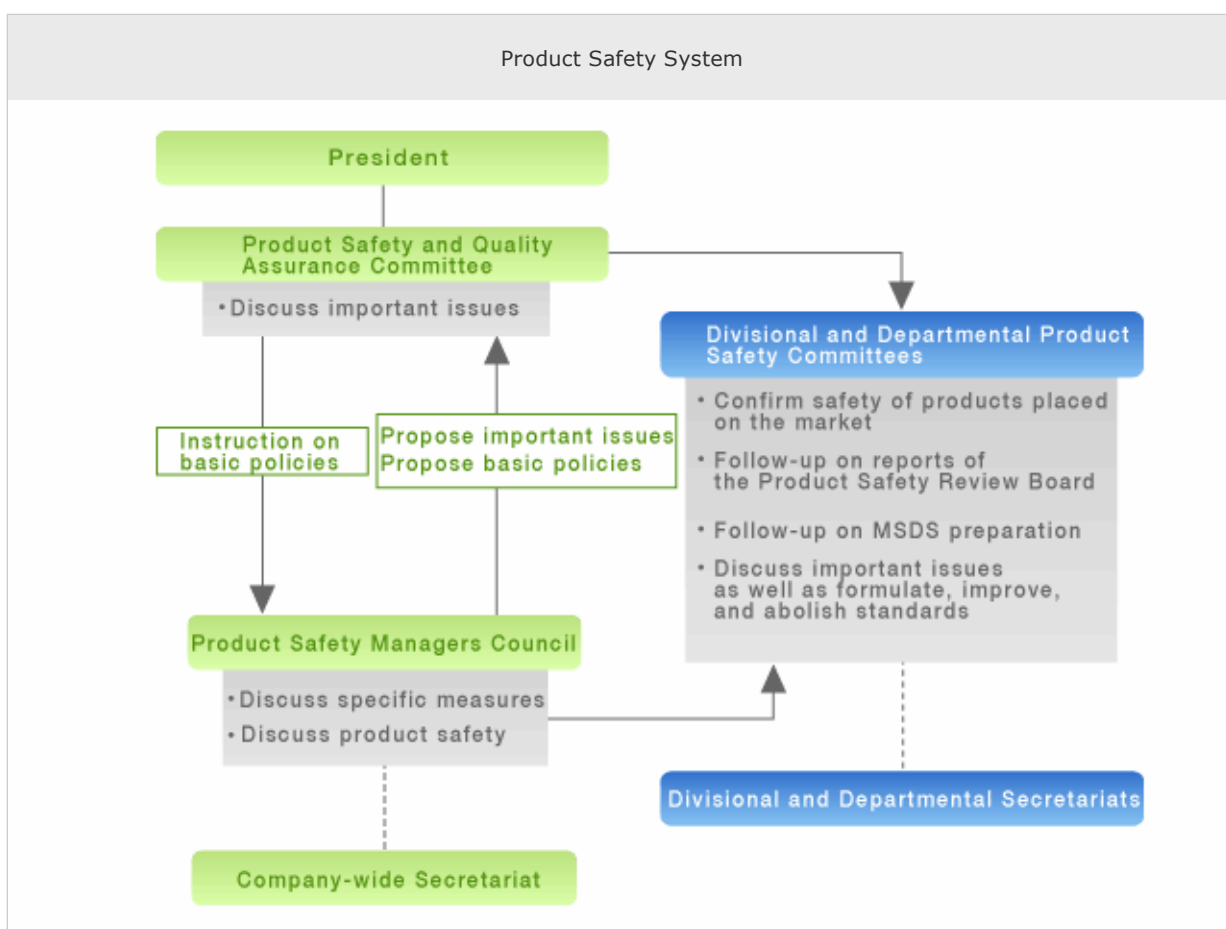 Product Safety System
President
Product Safety and Quality
Assurance Committee
・Discuss important issues
Instruction on
basic policies
Propose important issues
Propose basic policies
Product Safety Managers Council
・Discuss specific measures
・Discuss product safety
Company-wide Secretariat
Divisional and Departmental Product
Safety Committees
・Confirm safety of products placed
on the market
・Follow-up on reports of
the Product Safety Review Board
・Follow-up on MSDS preparation
・Discuss important issues
as well as formulate, improve,
and abolish standards
Divisional and Departmental Secretariats